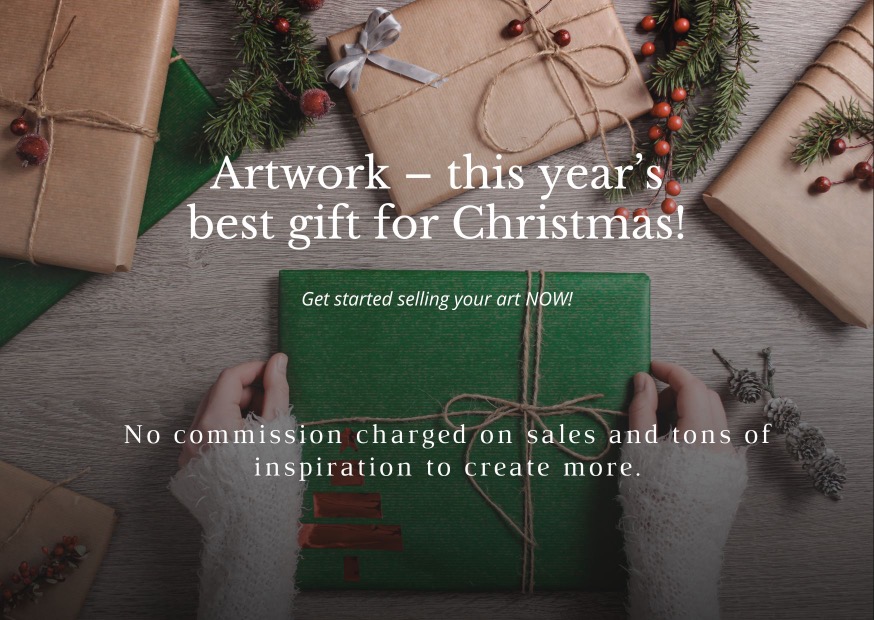 Artwork – this year’s
best gift for Christmas!
Get started selling your art NOW!
No commission charged on sales and tons of
inspiration to create more.